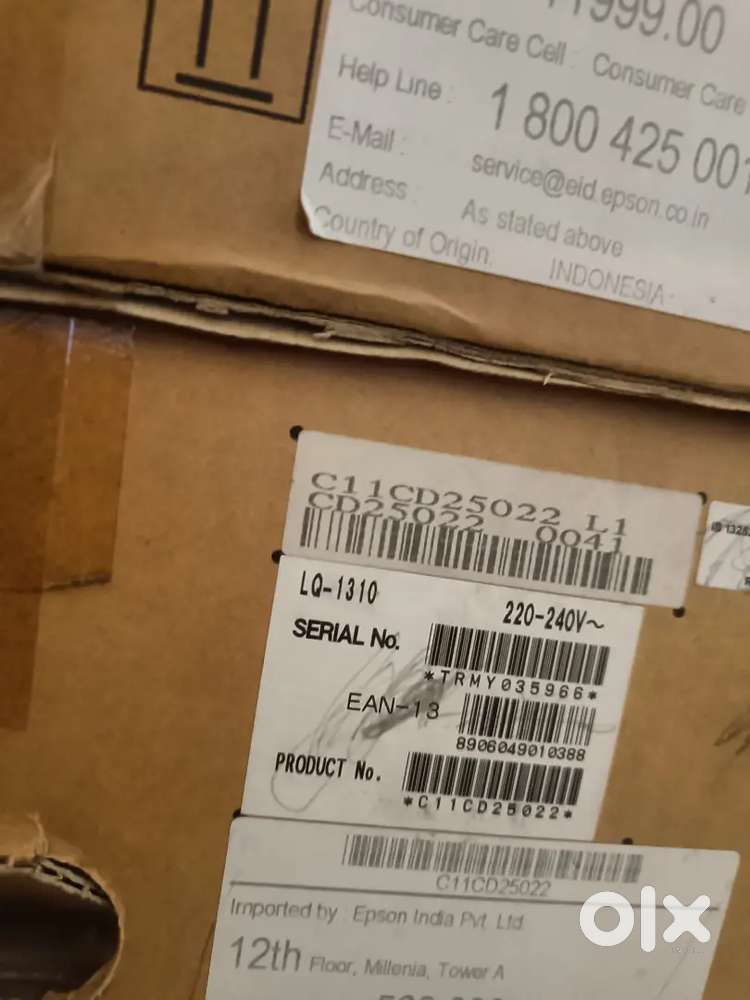 1999.00
Consumer Care Cell : Consumer Care
Help Line : 1 800 425 001
E-Mail : service@eid.epson.co.in
Address : As stated above
Country of Origin. INDONESIA
C11CD25022 L1
CD25022 0041
LQ-1310 220-240V~
SERIAL No.
*TRMY035966*
EAN-13
8906049010388
PRODUCT No.
*C11CD25022*
C11CD25022
Imported by : Epson India Pvt. Ltd.
12th Floor, Millenia, Tower A
olx